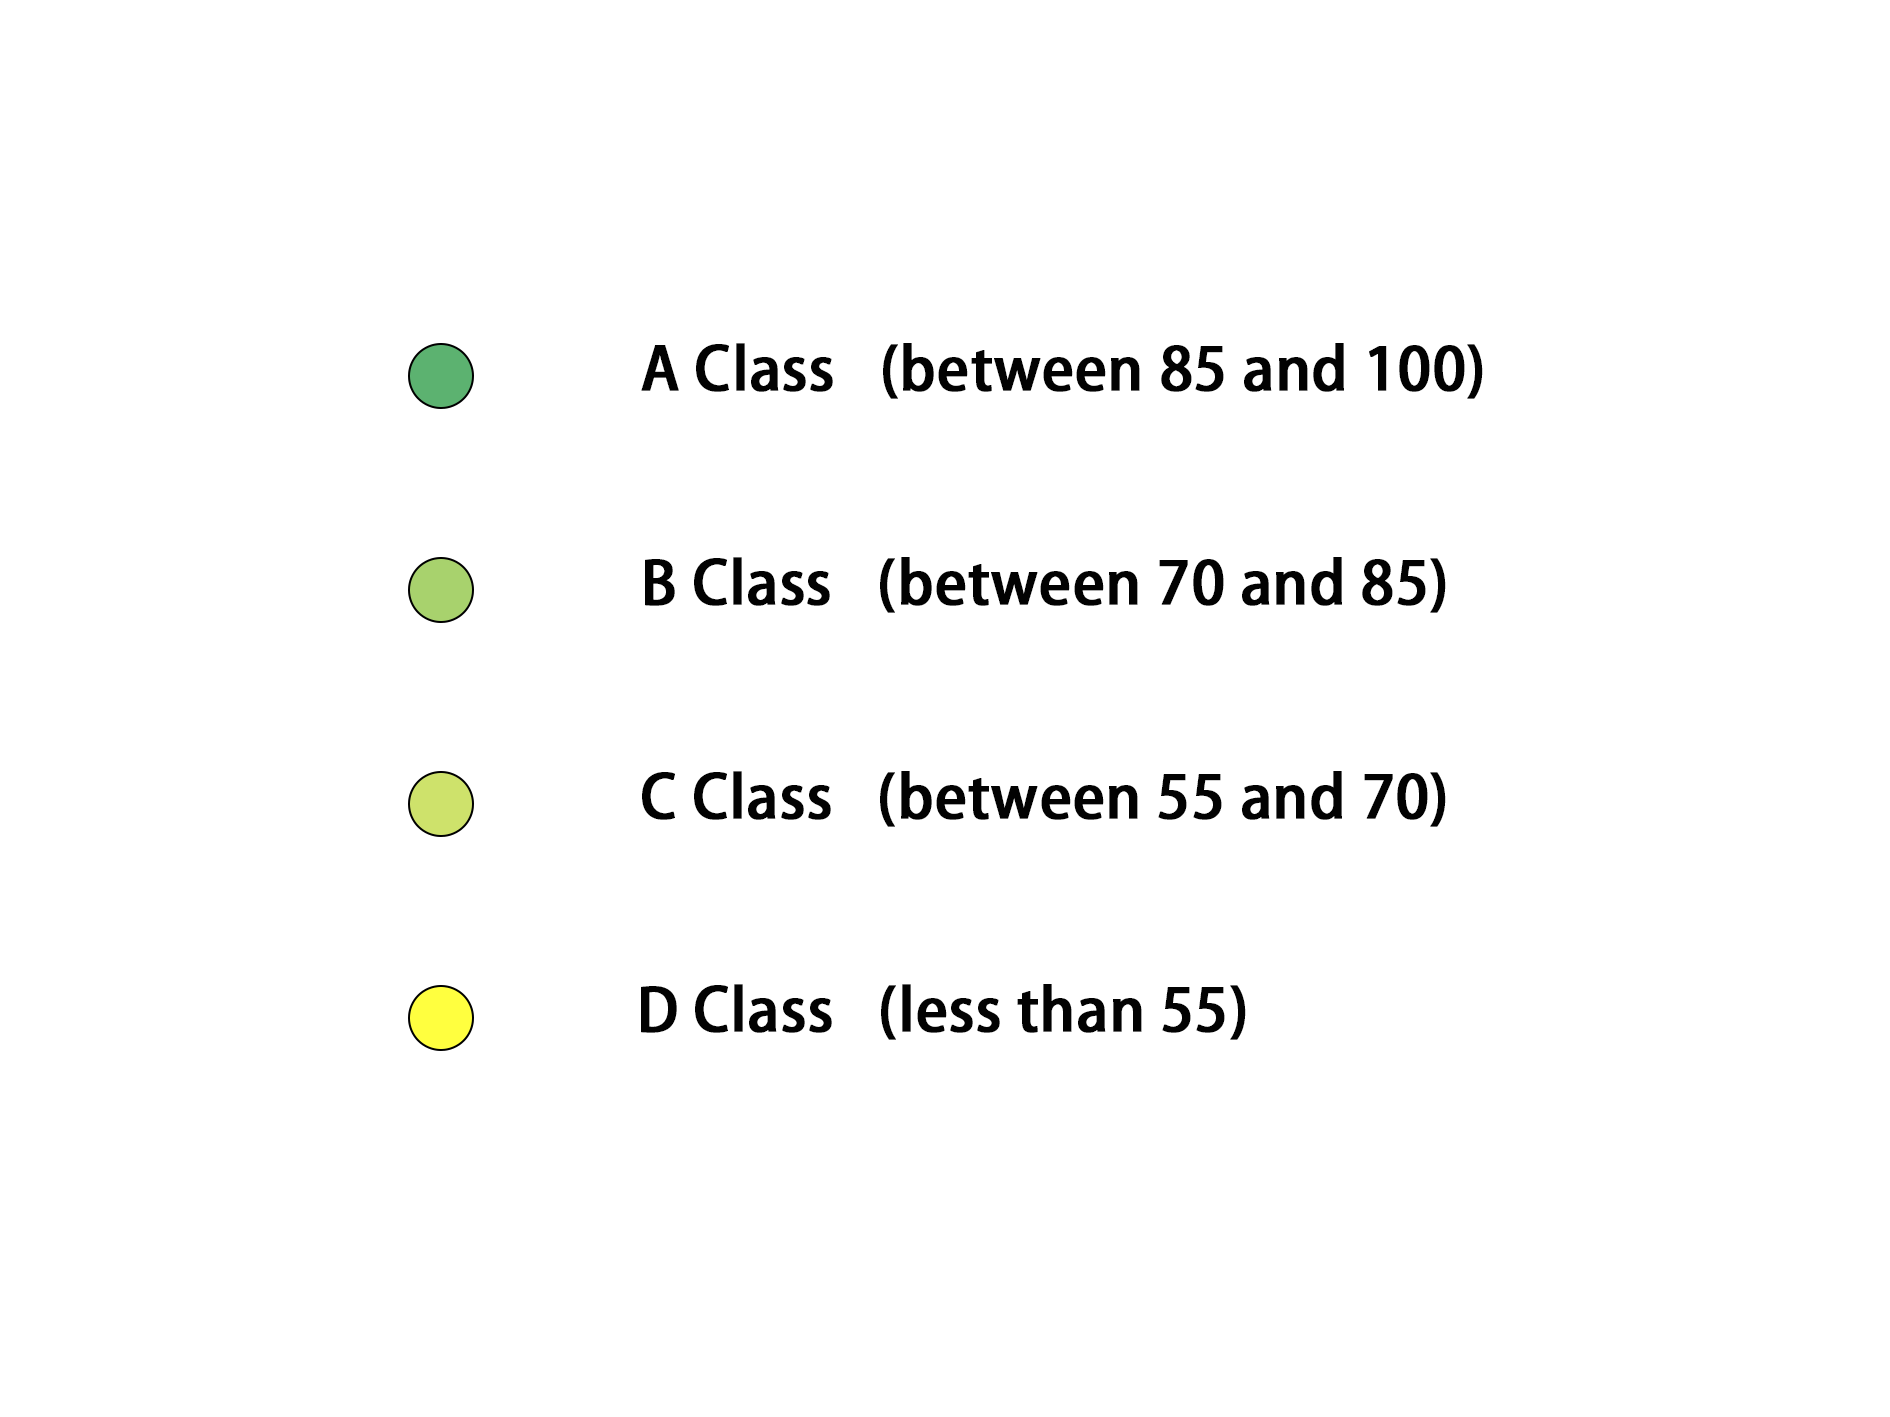 A Class (between 85 and 100)
B Class (between 70 and 85)
C Class (between 55 and 70)
D Class (less than 55)